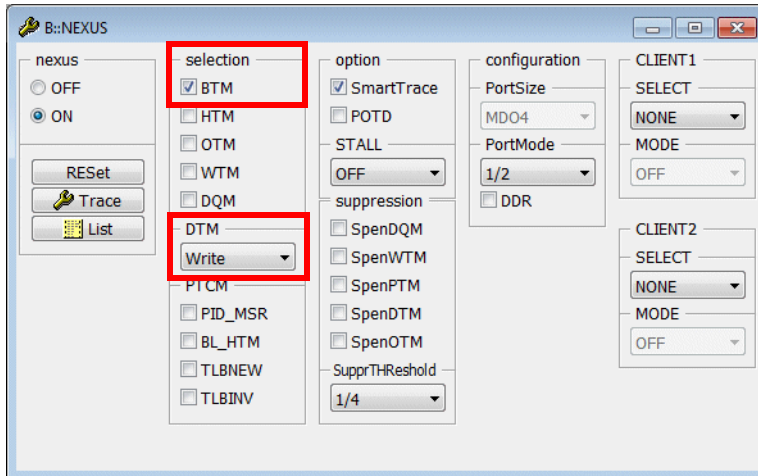 B::NEXUS
nexus
OFF
ON
RESet
Trace
List
selection
BTM
HTM
OTM
WTM
DQM
DTM
Write
PTCM
PID_MSR
BL_HTM
TLBNEW
TLBINV
option
SmartTrace
POTD
STALL
OFF
suppression
SpenDQM
SpenWTM
SpenPTM
SpenDTM
SpenOTM
SupprTHReshold
1/4
configuration
PortSize
MDO4
PortMode
1/2
DDR
CLIENT1
SELECT
NONE
MODE
OFF
CLIENT2
SELECT
NONE
MODE
OFF